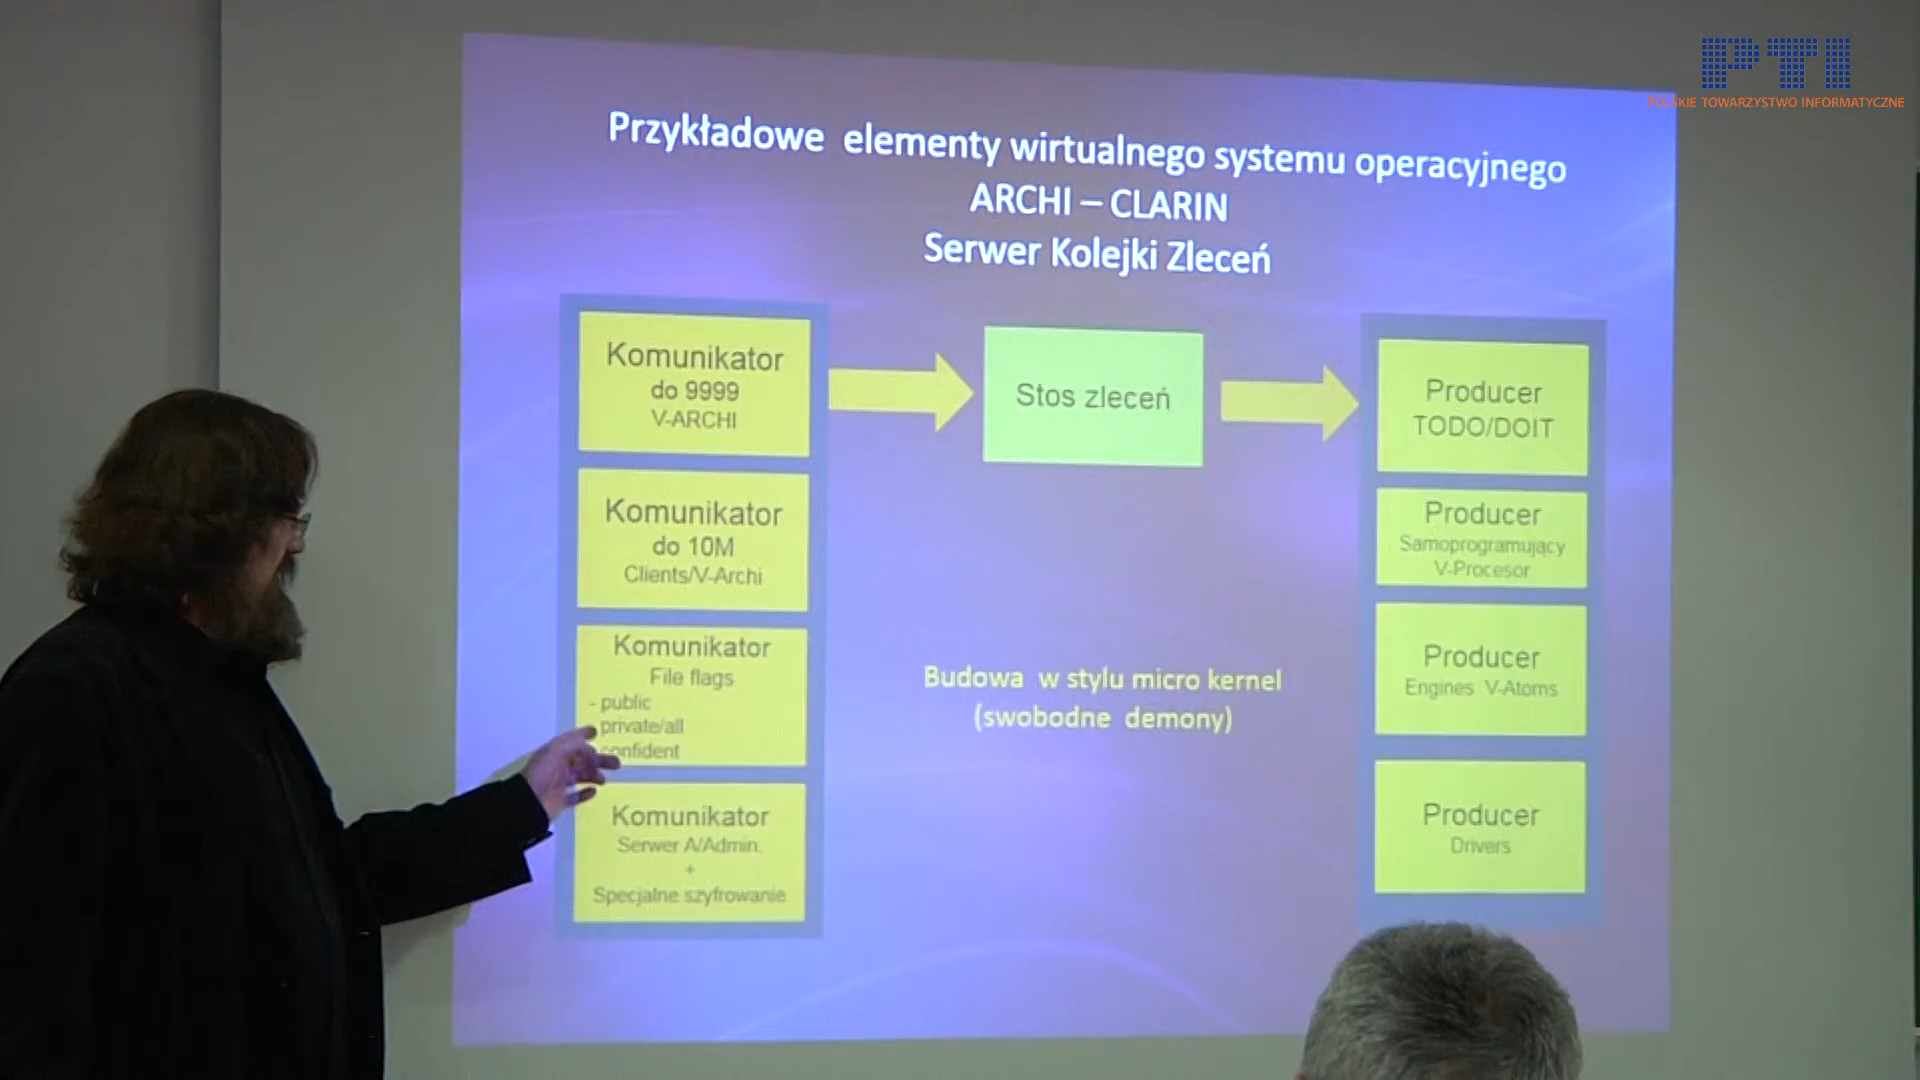 PTI
POLSKIE TOWARZYSTWO INFORMATYCZNE
Przykładowe elementy wirtualnego systemu operacyjnego
ARCHI – CLARIN
Serwer Kolejki Zleceń
Komunikator
do 9999
V-ARCHI
Komunikator
do 10M
Clients/V-Archi
Komunikator
File flags
- public
private/all
confident
Komunikator
Serwer A/Admin.
+
Specjalne szyfrowanie
Stos zleceń
Budowa w stylu micro kernel
(swobodne demony)
Producer
TODO/DOIT
Producer
Samoprogramujący
V-Procesor
Producer
Engines V-Atoms
Producer
Drivers